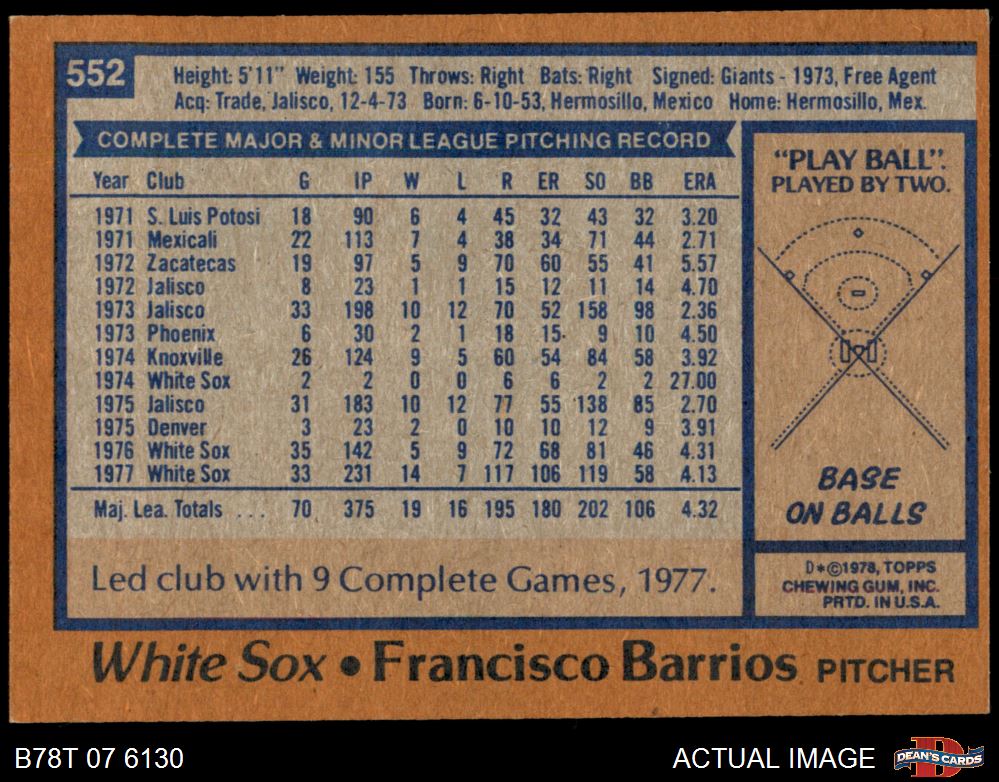 552
Height: 5'11" Weight: 155 Throws: Right Bats: Right Signed: Giants - 1973, Free Agent
Acq: Trade, Jalisco, 12-4-73 Born: 6-10-53, Hermosillo, Mexico Home: Hermosillo, Mex.
COMPLETE MAJOR & MINOR LEAGUE PITCHING RECORD
Year Club G IP W L R ER SO BB ERA
1971 S. Luis Potosi 18 90 6 4 45 32 43 32 3.20
1971 Mexicali 22 113 7 4 38 34 71 44 2.71
1972 Zacatecas 19 97 5 9 70 60 55 41 5.57
1972 Jalisco 8 23 1 1 15 12 11 14 4.70
1973 Jalisco 33 198 10 12 70 52 158 98 2.36
1973 Phoenix 6 30 2 1 18 15 9 10 4.50
1974 Knoxville 26 124 9 5 60 54 84 58 3.92
1974 White Sox 2 2 0 0 6 6 2 2 27.00
1975 Jalisco 31 183 10 12 77 55 138 85 2.70
1975 Denver 3 23 2 0 10 10 12 9 3.91
1976 White Sox 35 142 5 9 72 68 81 46 4.31
1977 White Sox 33 231 14 7 117 106 119 58 4.13
Maj. Lea. Totals ... 70 375 19 16 195 180 202 106 4.32
Led club with 9 Complete Games, 1977.
"PLAY BALL".
PLAYED BY TWO.
BASE
ON BALLS
D*©1978, TOPPS
CHEWING GUM, INC.
PRTD. IN U.S.A.
White Sox • Francisco Barrios PITCHER
B78T 07 6130
ACTUAL IMAGE
D
DEAN'S CARDS